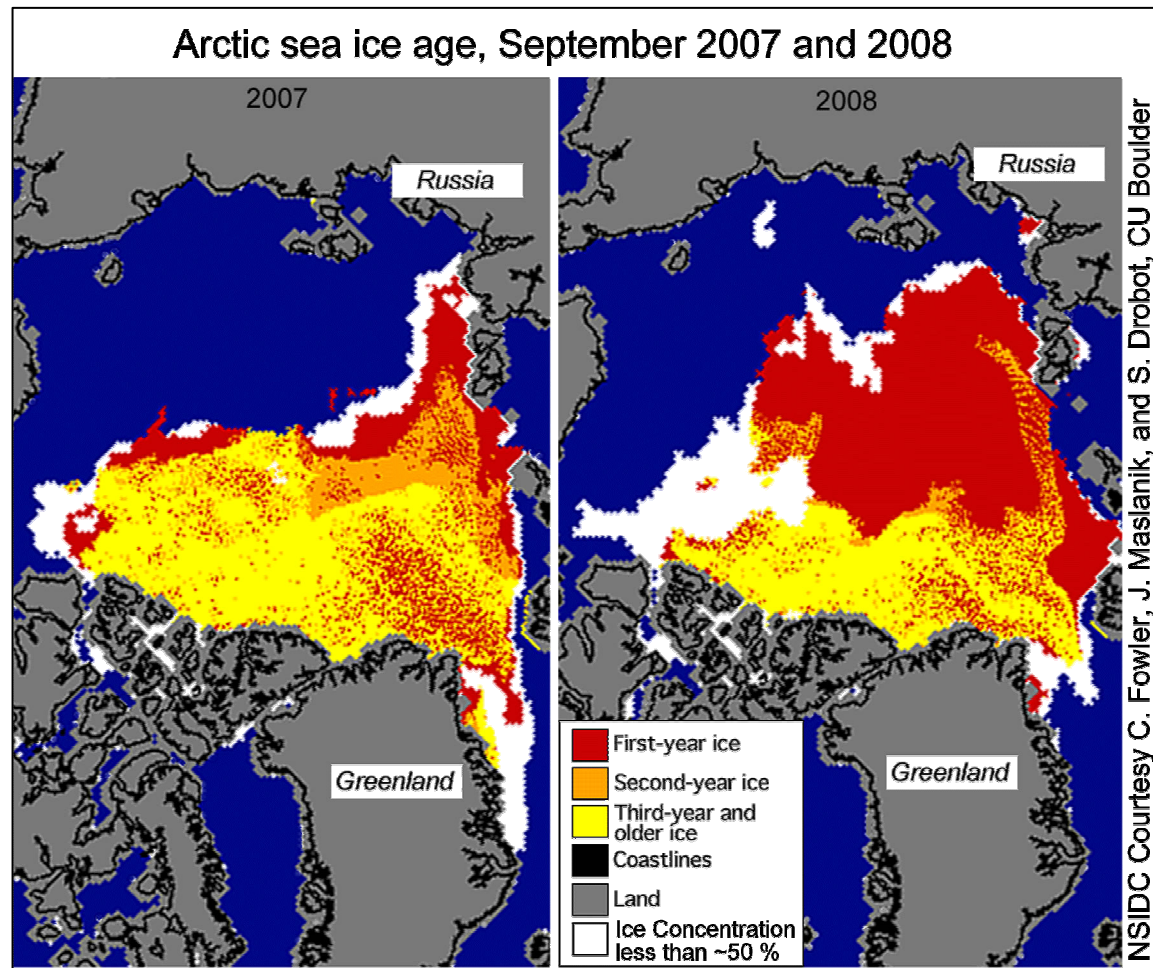 Arctic sea ice age, September 2007 and 2008
2007
2008
Russia
Russia
Greenland
Greenland
First-year ice
Second-year ice
Third-year and
older ice
Coastlines
Land
Ice Concentration
less than ~50 %
NSIDC Courtesy C. Fowler, J. Maslanik, and S. Drobot, CU Boulder